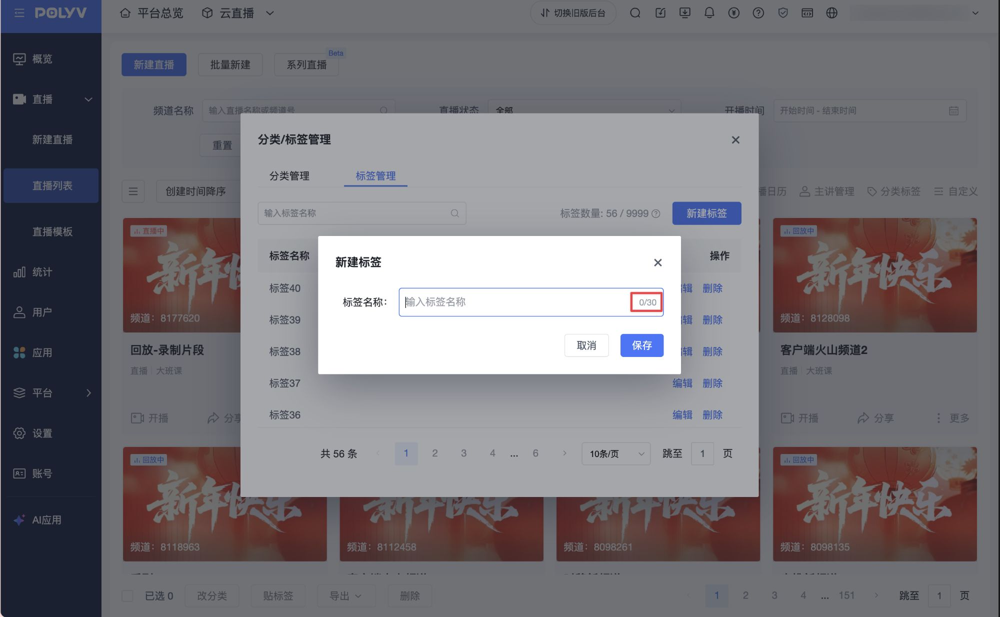 POLYV
平台总览
云直播
切换旧版后台
概览
直播
新建直播
直播列表
直播模板
统计
用户
应用
平台
设置
账号
AI应用
新建直播
批量新建
系列直播
Beta
频道名称
输入直播名称或频道号
直播状态
全部
开播时间
开始时间 - 结束时间
重置
创建时间降序
播日历
主讲管理
分类标签
自定义
分类/标签管理
分类管理
标签管理
输入标签名称
标签数量: 56 / 9999
新建标签
标签名称
操作
标签40
辑
删除
标签39
辑
删除
标签38
辑
删除
标签37
编辑
删除
标签36
编辑
删除
共 56 条
1
2
3
4
...
6
10条/页
跳至
1
页
新建标签
标签名称：
输入标签名称
0/30
取消
保存
直播中
新年快
频道：8177620
回放-录制片段
直播
大班课
开播
分享
回放中
新年快乐
频道：8128098
客户端火山频道2
直播
大班课
开播
分享
更多
回放中
新年快乐
频道：8118963
新年快乐
频道：8112458
新年快乐
频道：8098261
回放中
新年快乐
频道：8098135
已选 0
改分类
贴标签
导出
删除
1
2
3
4
...
151
跳至
1
页